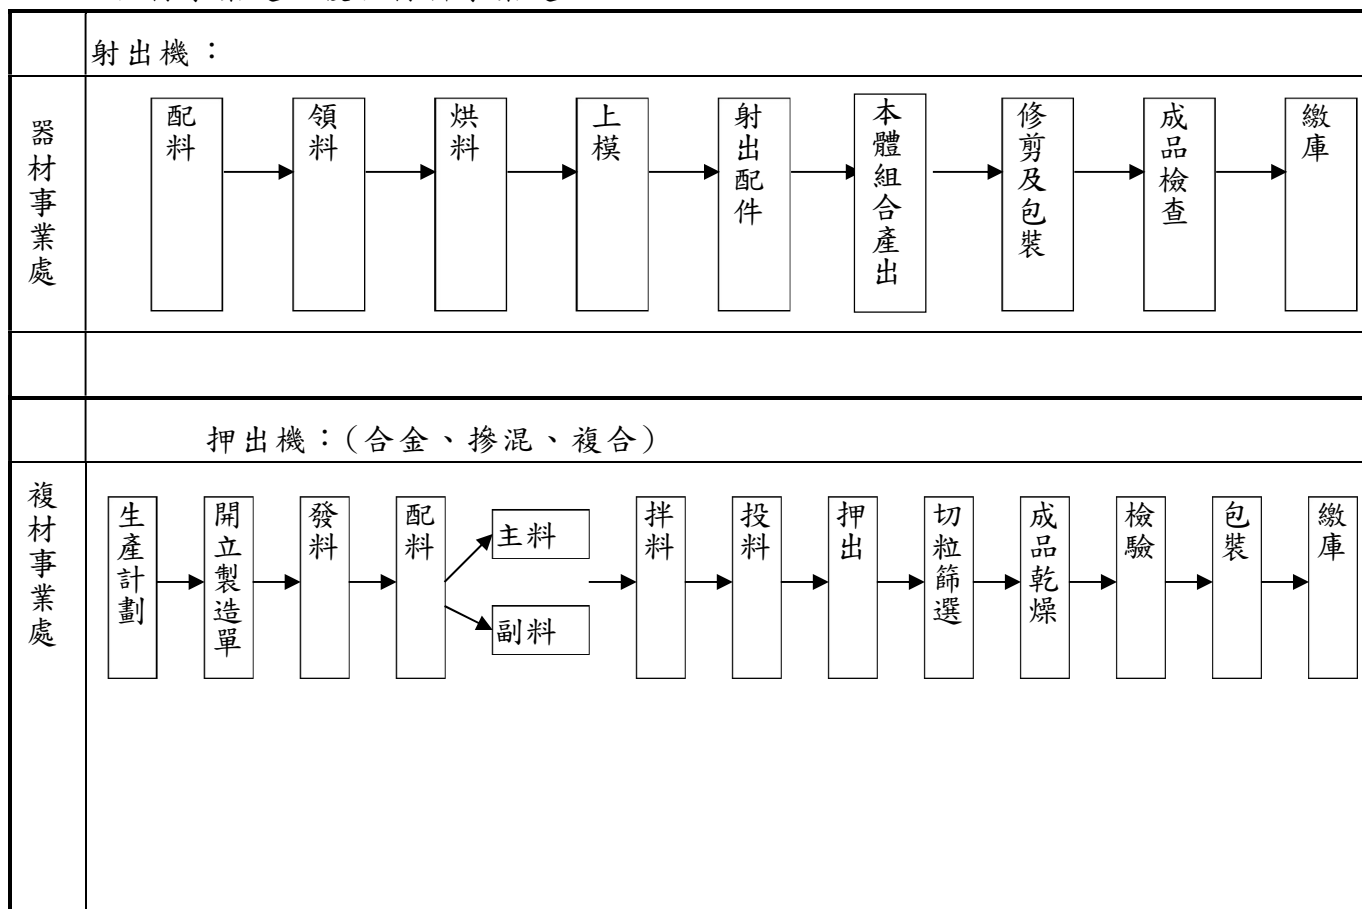 射出機：
器材事業處
配料
領料
烘料
上模
射出配件
本體組合產出
修剪及包裝
成品檢查
繳庫
押出機：(合金、摻混、複合)
複材事業處
生產計劃
開立製造單
發料
配料
主料
副料
拌料
投料
押出
切粒篩選
成品乾燥
檢驗
包裝
繳庫